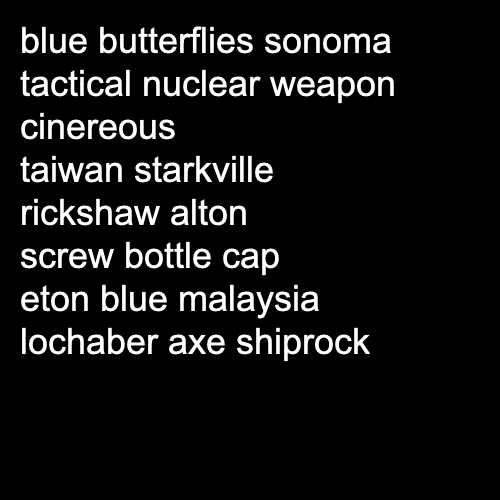 blue butterflies sonoma
tactical nuclear weapon
cinereous
taiwan starkville
rickshaw alton
screw bottle cap
eton blue malaysia
lochaber axe shiprock